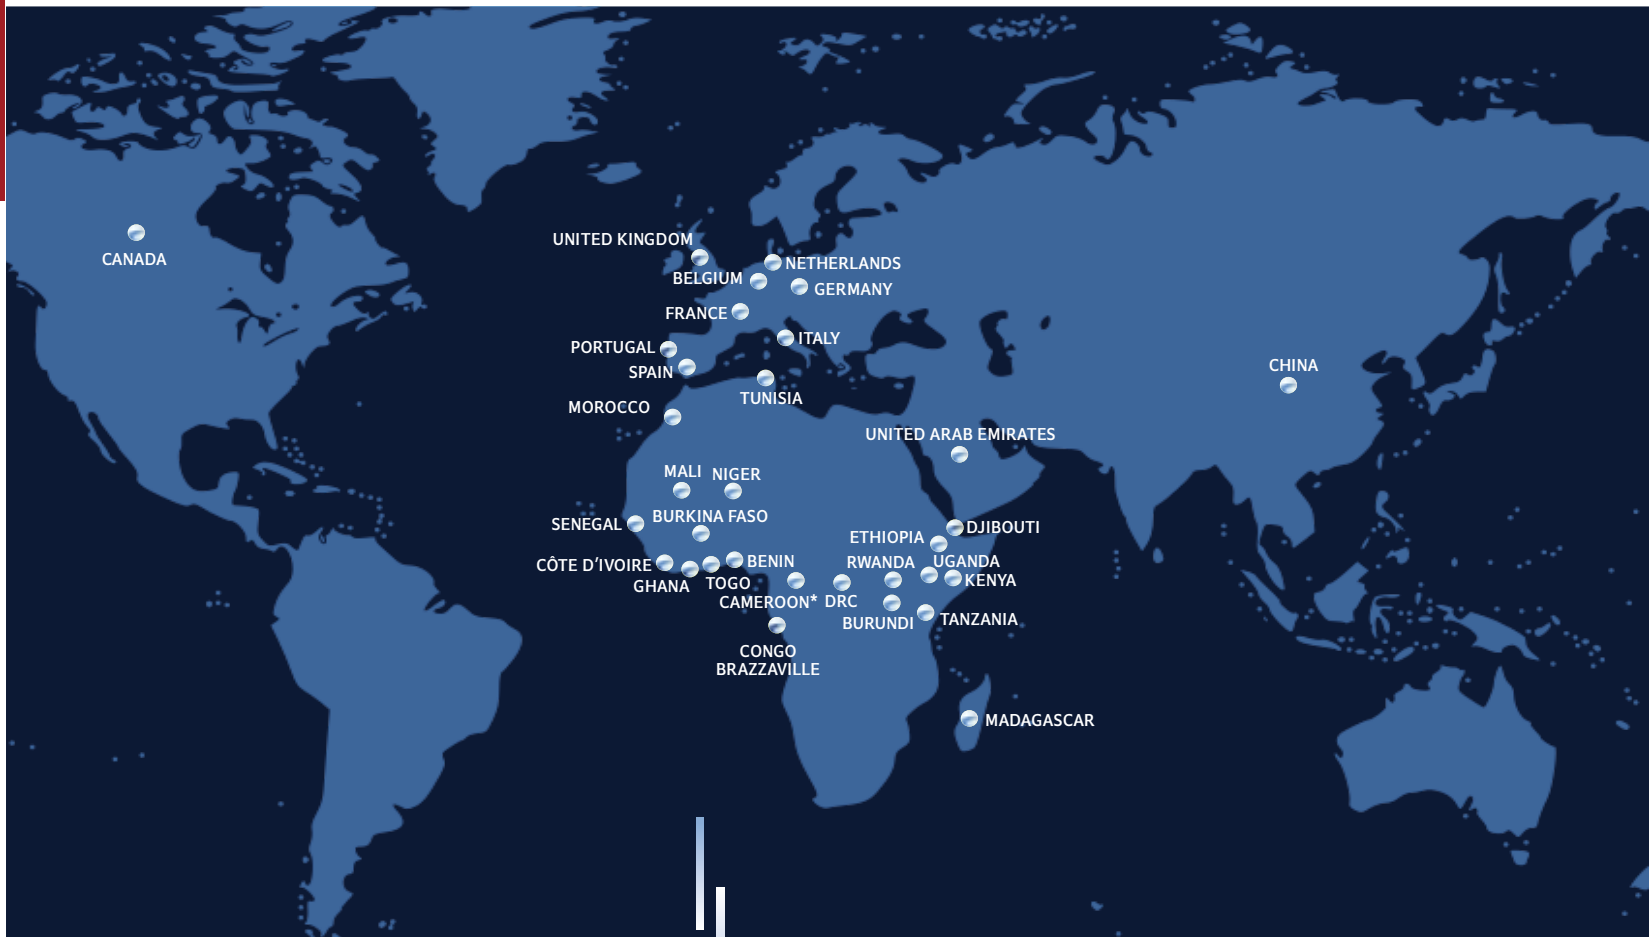 UNITED KINGDOM
CANADA
NETHERLANDS
BELGIUM
GERMANY
FRANCE
ITALY
PORTUGAL
SPAIN
CHINA
TUNISIA
MOROCCO
UNITED ARAB EMIRATES
MALI
NIGER
BURKINA FASO
SENEGAL
DJIBOUTI
ETHIOPIA
CÔTE D’IVOIRE
BENIN
RWANDA
UGANDA
GHANA
TOGO
KENYA
CAMEROON*
DRC
BURUNDI
TANZANIA
CONGO
BRAZZAVILLE
MADAGASCAR